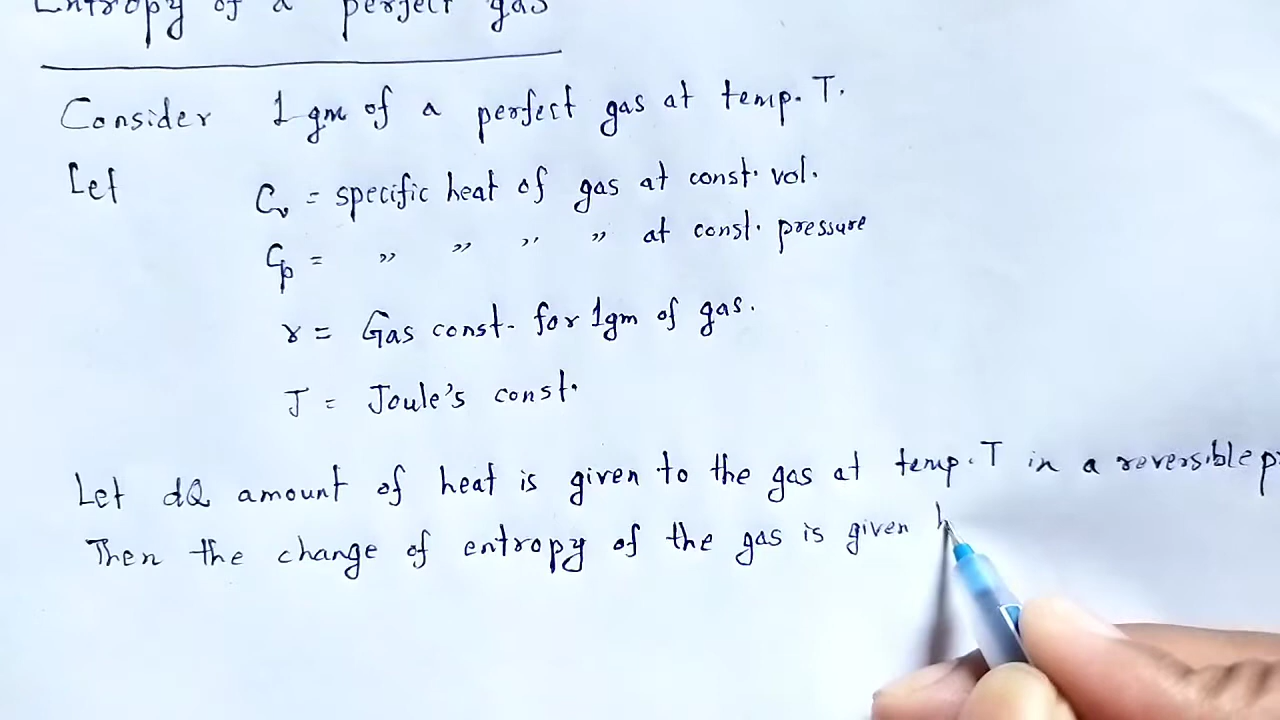 Entropy of a perfect gas
Consider 1 gm of a perfect gas at temp. T.
Let Cv = specific heat of gas at const. vol.
Cp = ,, ,, ,, ,, at const. pressure
r = Gas const. for 1gm of gas.
J = Joule's const.
Let dQ amount of heat is given to the gas at temp. T in a reversible p
Then the change of entropy of the gas is given